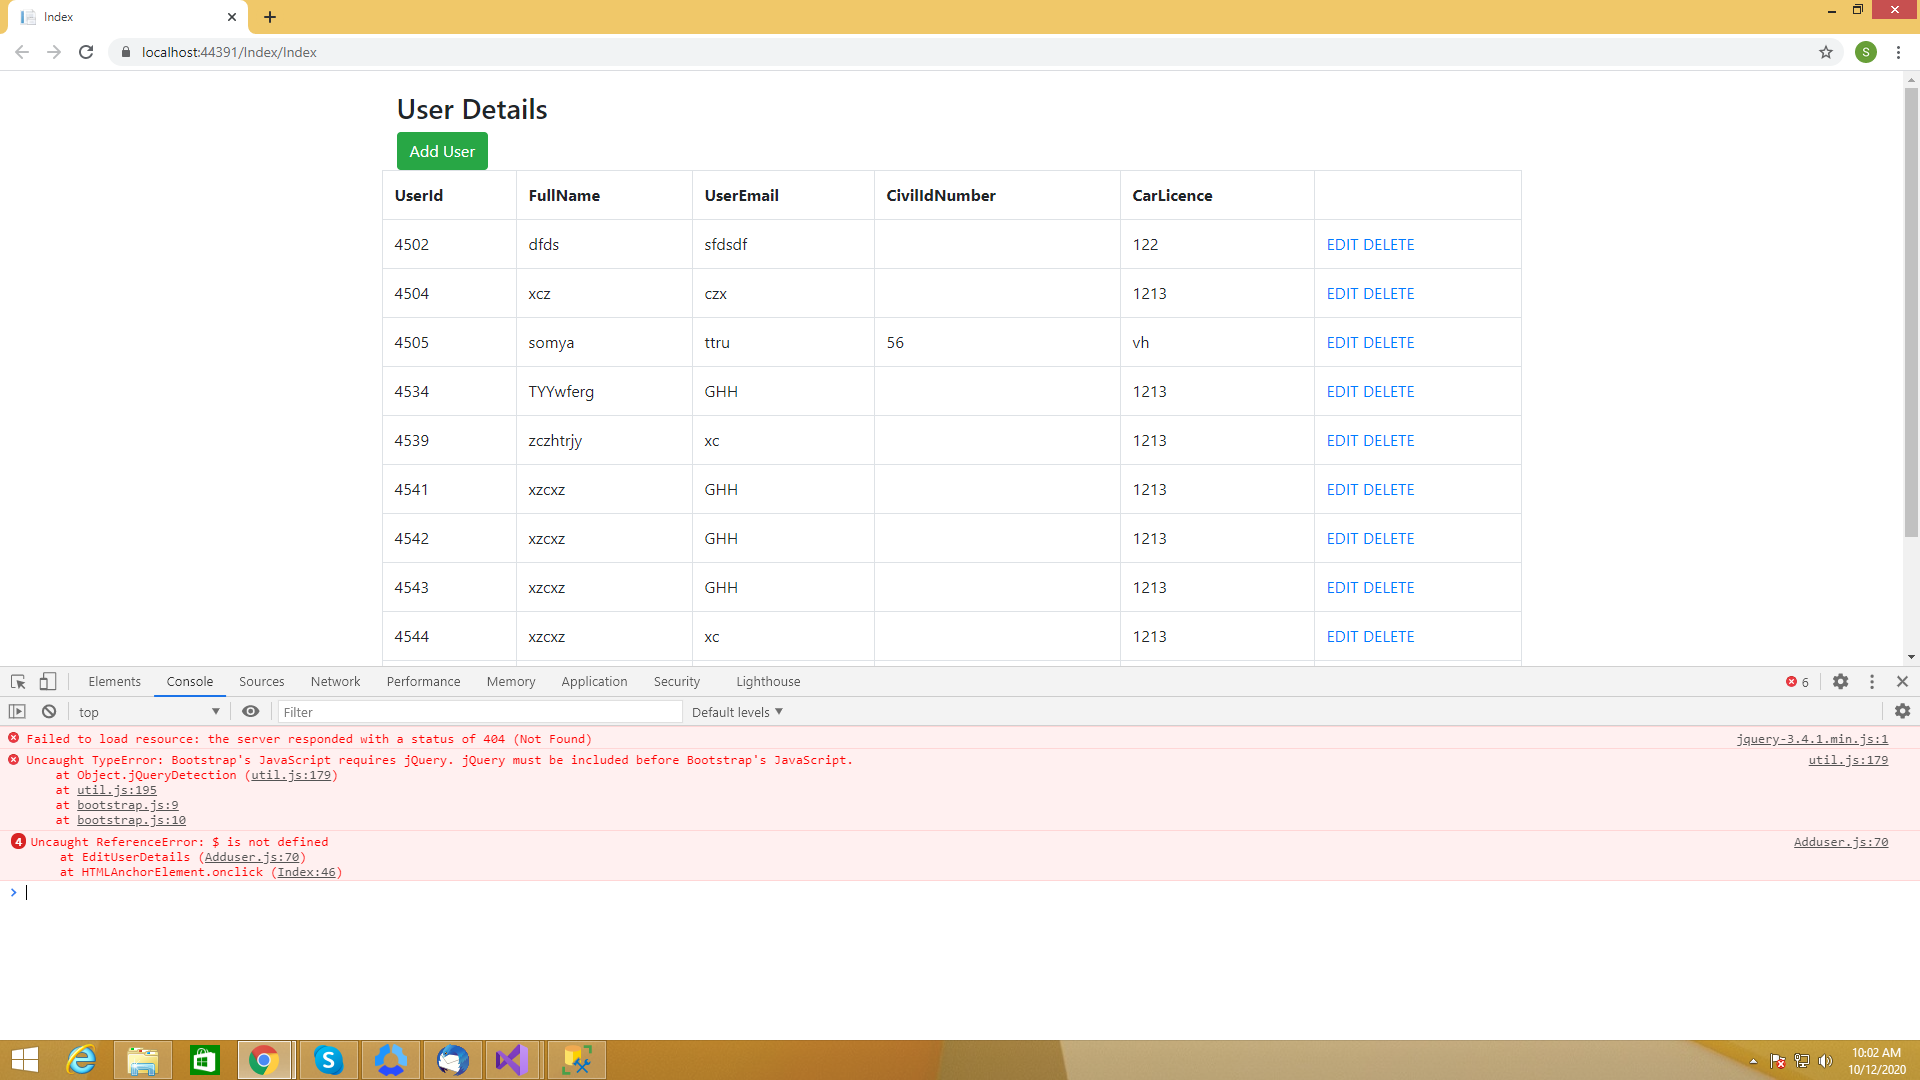 Index
localhost:44391/Index/Index
S
User Details
Add User
UserId FullName UserEmail CivilIdNumber CarLicence
4502 dfds sfdsdf 122 EDIT DELETE
4504 xcz czx 1213 EDIT DELETE
4505 somya ttru 56 vh EDIT DELETE
4534 TYYwferg GHH 1213 EDIT DELETE
4539 zczhtrjy xc 1213 EDIT DELETE
4541 xzcxz GHH 1213 EDIT DELETE
4542 xzcxz GHH 1213 EDIT DELETE
4543 xzcxz GHH 1213 EDIT DELETE
4544 xzcxz xc 1213 EDIT DELETE
Elements Console Sources Network Performance Memory Application Security Lighthouse 6
top Filter Default levels
Failed to load resource: the server responded with a status of 404 (Not Found) jquery-3.4.1.min.js:1
Uncaught TypeError: Bootstrap's JavaScript requires jQuery. jQuery must be included before Bootstrap's JavaScript. util.js:179
at Object.jQueryDetection (util.js:179)
at util.js:195
at bootstrap.js:9
at bootstrap.js:10
4 Uncaught ReferenceError: $ is not defined Adduser.js:70
at EditUserDetails (Adduser.js:70)
at HTMLAnchorElement.onclick (Index:46)
10:02 AM
10/12/2020